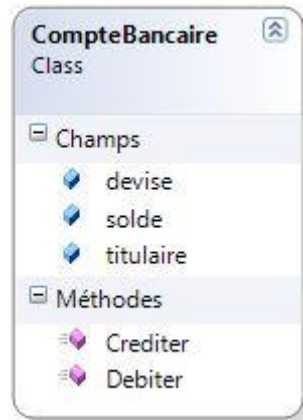 CompteBancaire
Class
Champs
devise
solde
titulaire
Méthodes
Crediter
Debiter